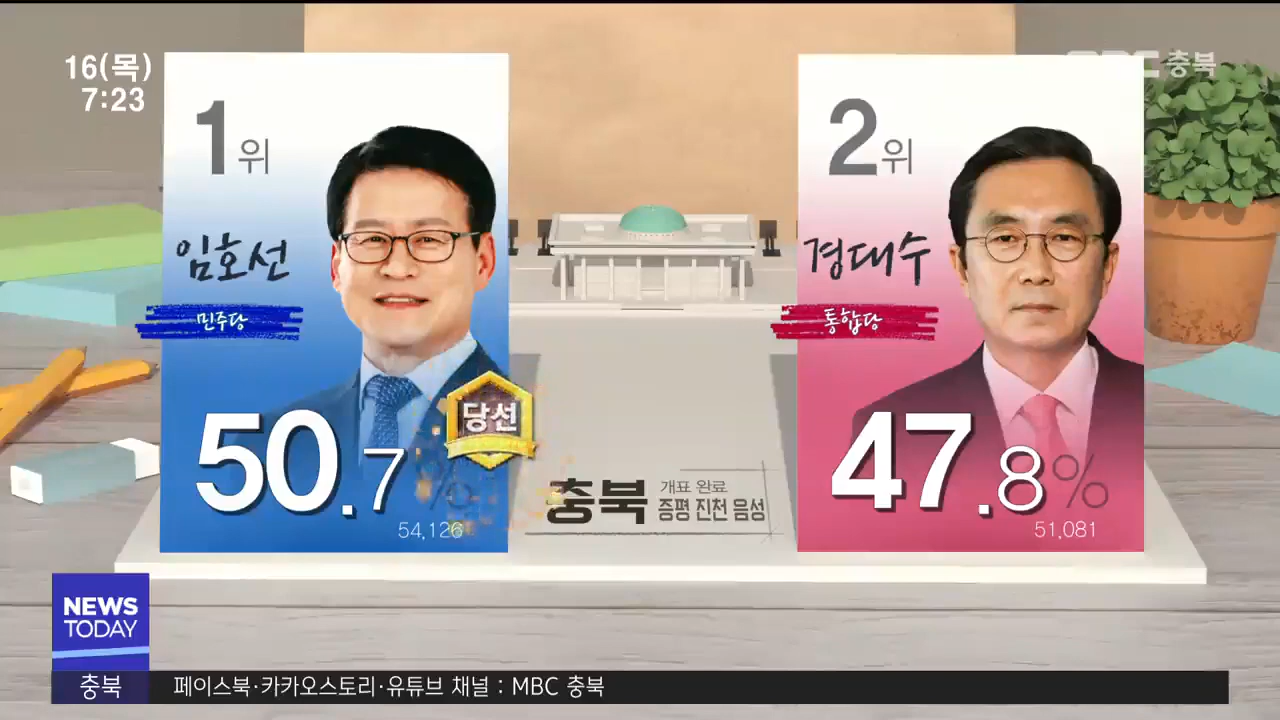 16(목)
7:23
MBC 충북
1위
임호선
민주당
50.7%
54,126
당선
2위
경대수
통합당
47.8%
51,081
충북
개표 완료
증평 진천 음성
NEWS
TODAY
충북
페이스북·카카오스토리·유튜브 채널 : MBC 충북